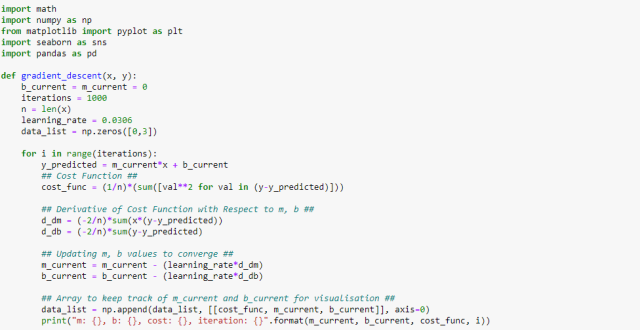 import math
import numpy as np
from matplotlib import pyplot as plt
import seaborn as sns
import pandas as pd

def gradient_descent(x, y):
    b_current = m_current = 0
    iterations = 1000
    n = len(x)
    learning_rate = 0.0306
    data_list = np.zeros([0,3])

    for i in range(iterations):
        y_predicted = m_current*x + b_current
        ## Cost Function ##
        cost_func = (1/n)*(sum([val**2 for val in (y-y_predicted)]))

        ## Derivative of Cost Function with Respect to m, b ##
        d_dm = (-2/n)*sum(x*(y-y_predicted))
        d_db = (-2/n)*sum(y-y_predicted)

        ## Updating m, b values to converge ##
        m_current = m_current - (learning_rate*d_dm)
        b_current = b_current - (learning_rate*d_db)

        ## Array to keep track of m_current and b_current for visualisation ##
        data_list = np.append(data_list, [[cost_func, m_current, b_current]], axis=0)
        print("m: {}, b: {}, cost: {}, iteration: {}".format(m_current, b_current, cost_func, i))